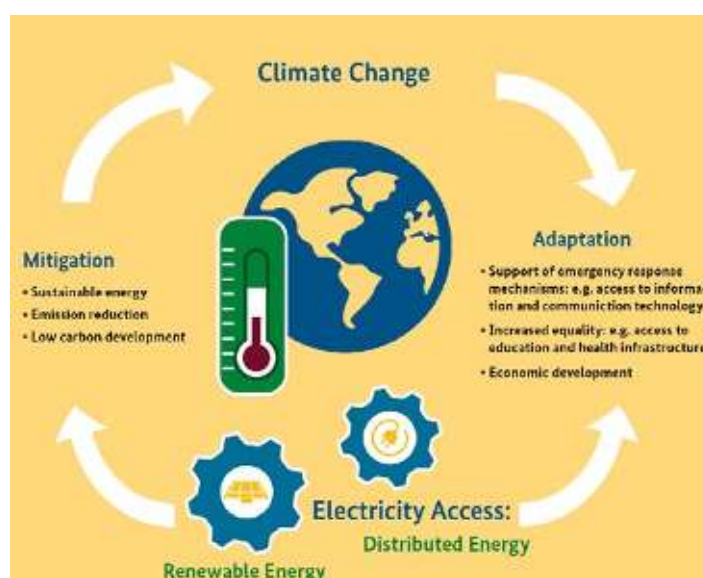 Climate Change
Mitigation
• Sustainable energy
• Emission reduction
• Low carbon development
Adaptation
• Support of emergency response
mechanisms: e.g. access to informa-
tion and communiction technology
• Increased equality: e.g. access to
education and health infrastructure
• Economic development
Electricity Access:
Distributed Energy
Renewable Energy